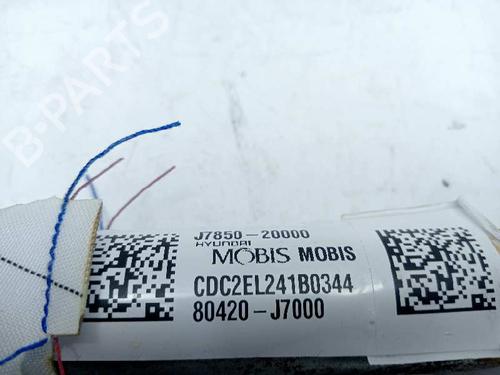 B-PARTS
J7850-20000
HYUNDAI
MOBIS MOBIS
CDC2EL241B0344
80420-J7000